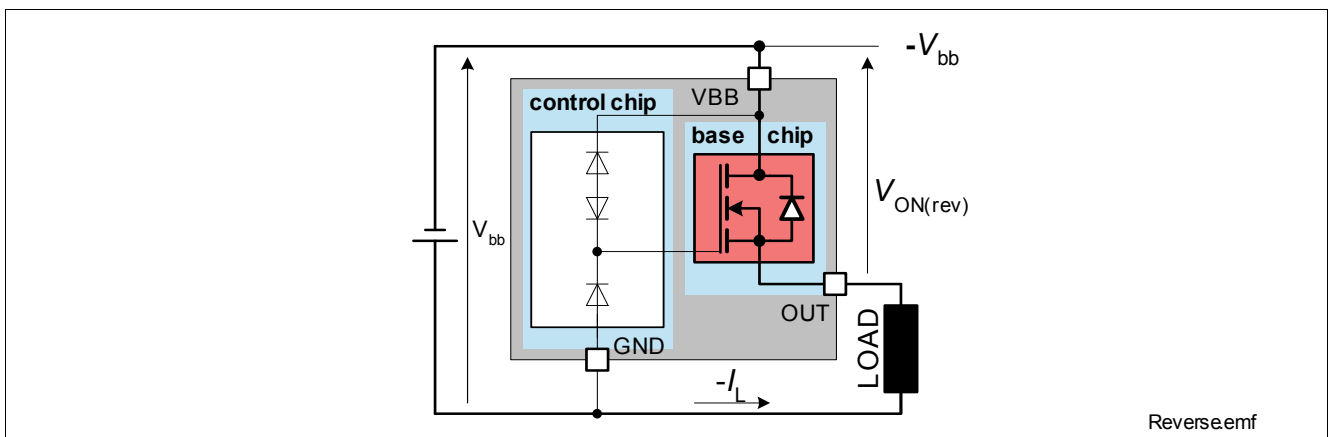 -Vbb
VBB
control chip
base chip
VON(rev)
Vbb
OUT
GND
LOAD
-IL
Reverse.emf